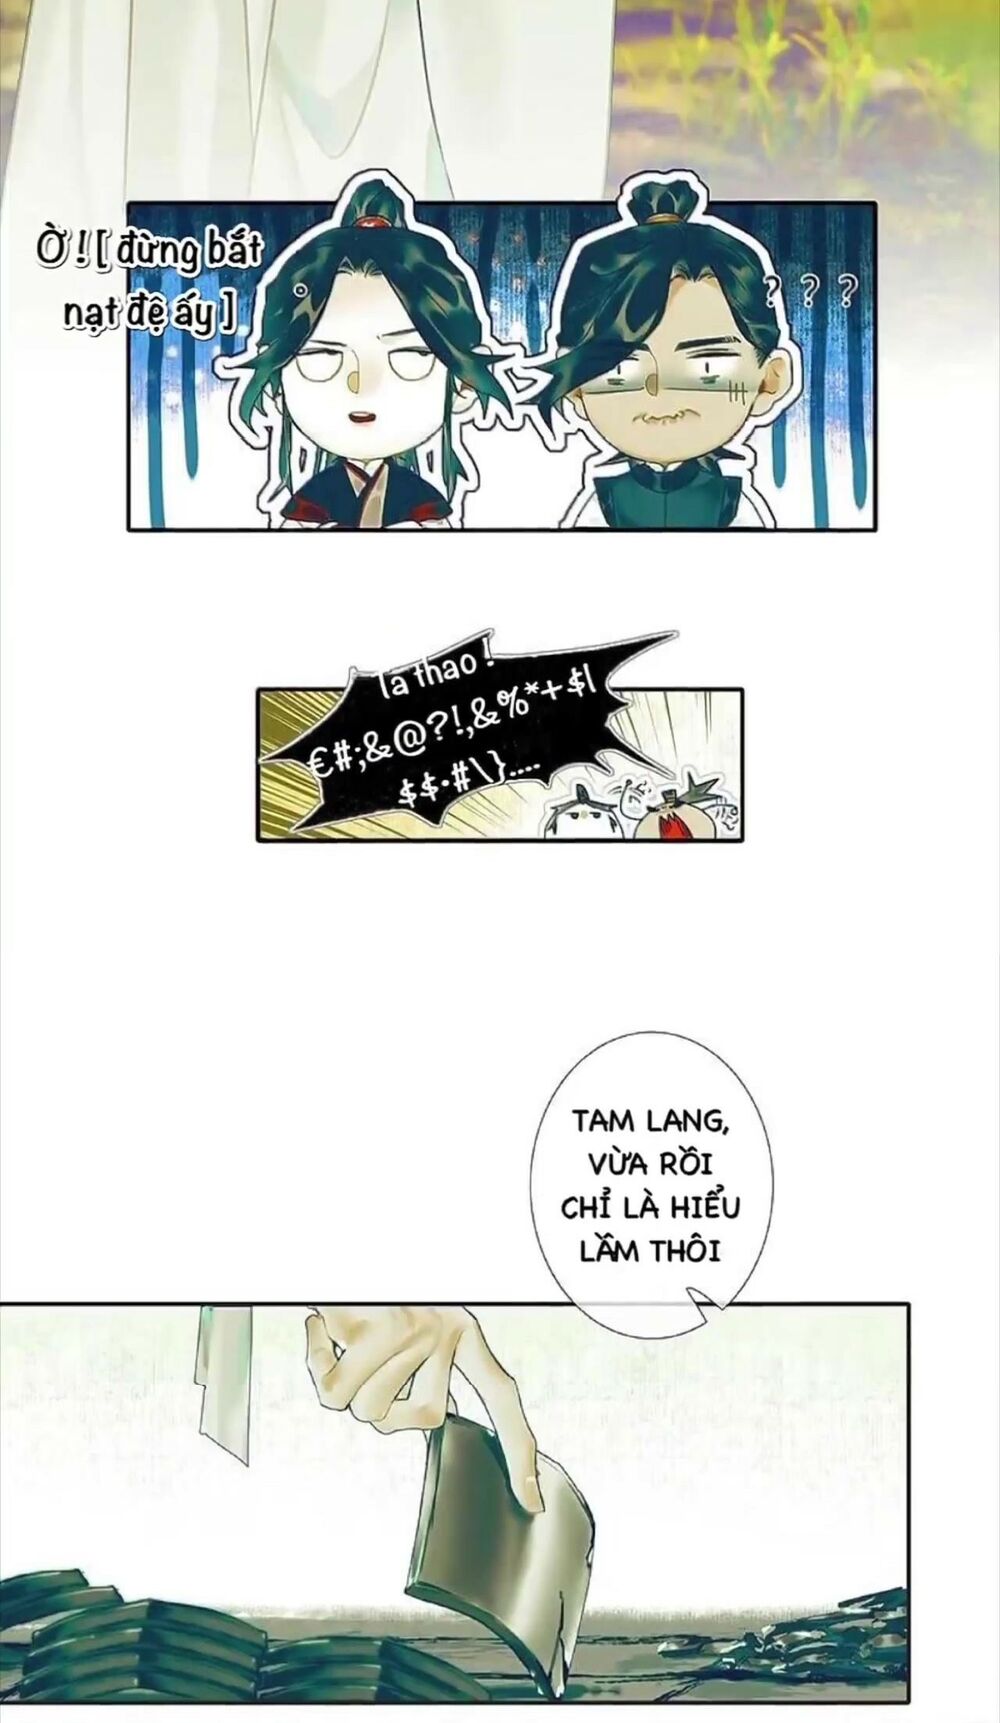 Ờ ! [ đừng bắt
nạt đệ ấy ]
? ? ?
ta thao !
€#;&@?!,&%*+$\
$$·#\}....
TAM LANG,
VỪA RỒI
CHỈ LÀ HIỂU
LẦM THÔI